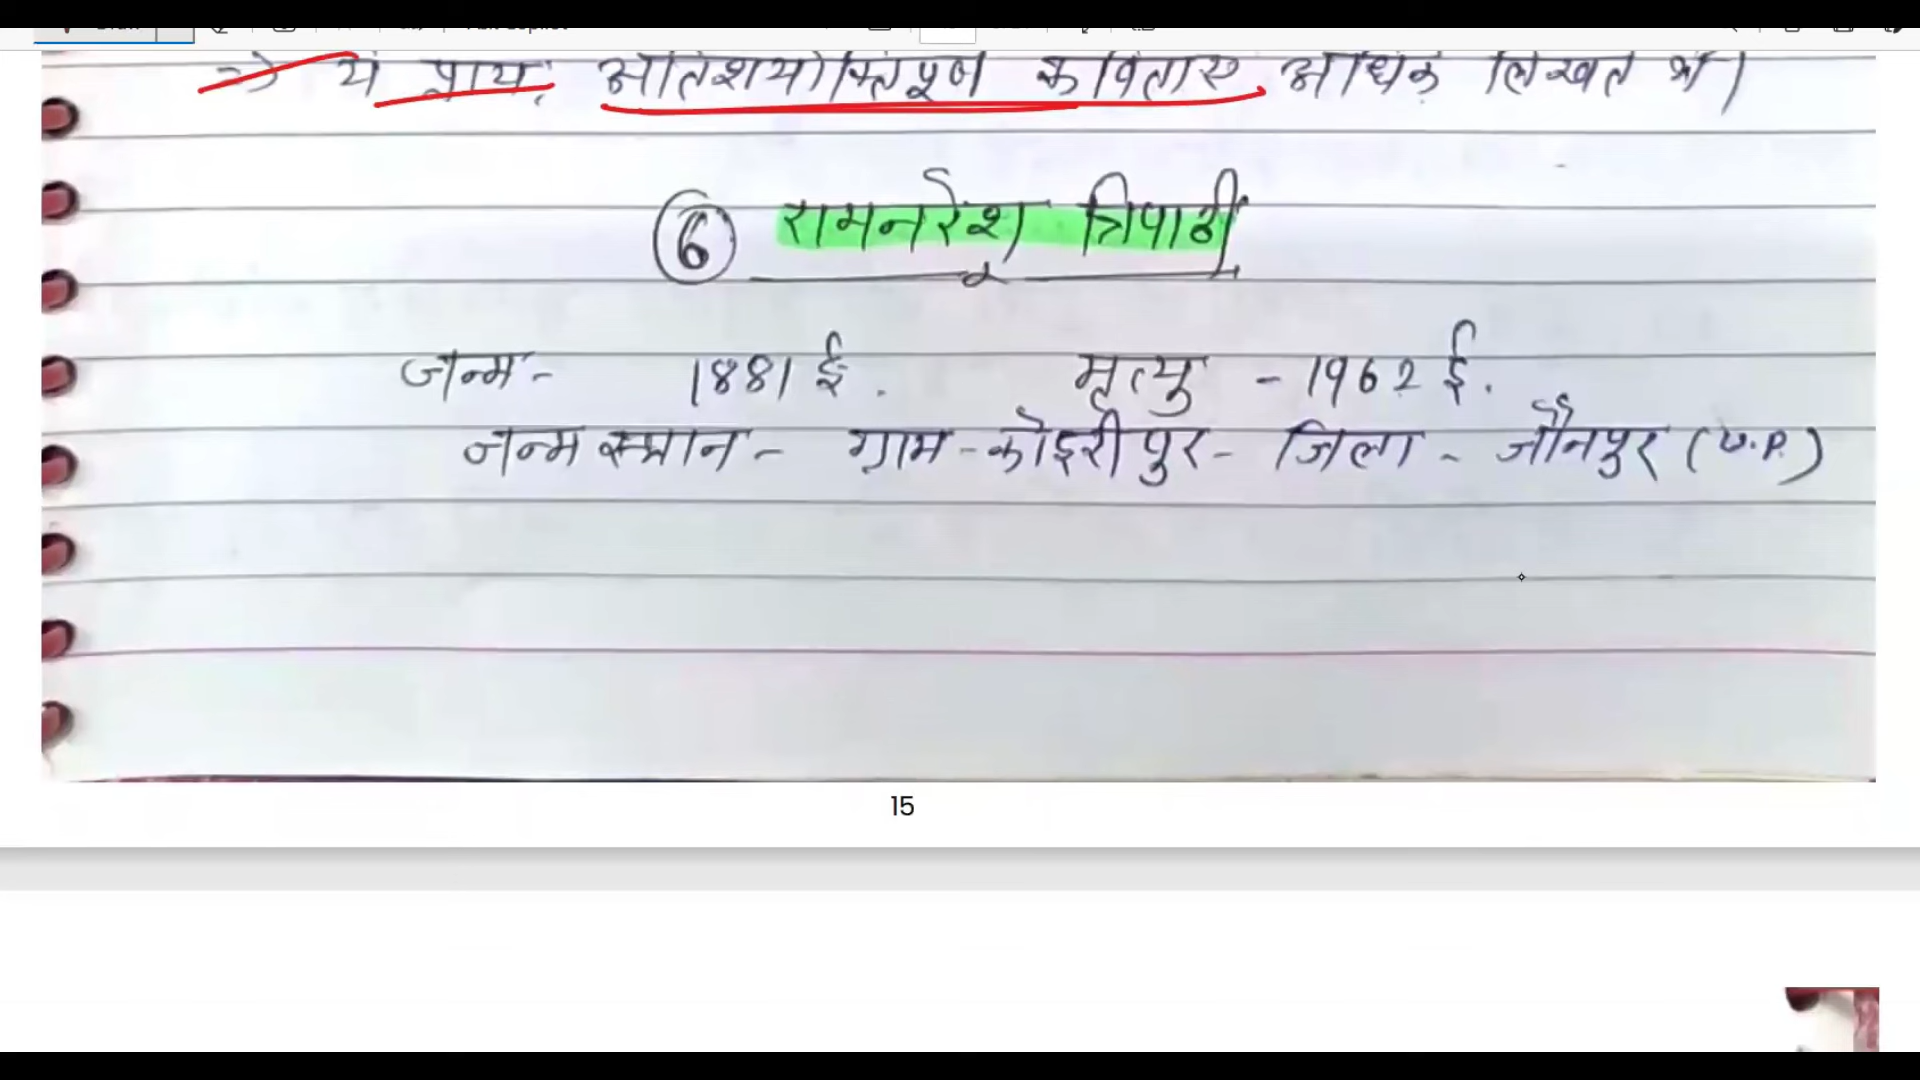 → ये प्रायः अतिशयोक्तिपूर्ण कविताएं अधिक लिखते थे।
⑥ रामनरेश त्रिपाठी
जन्म - 1881 ई. मृत्यु - 1962 ई.
जन्म स्थान - ग्राम - कोइरीपुर - जिला - जौनपुर (U.P.)
15